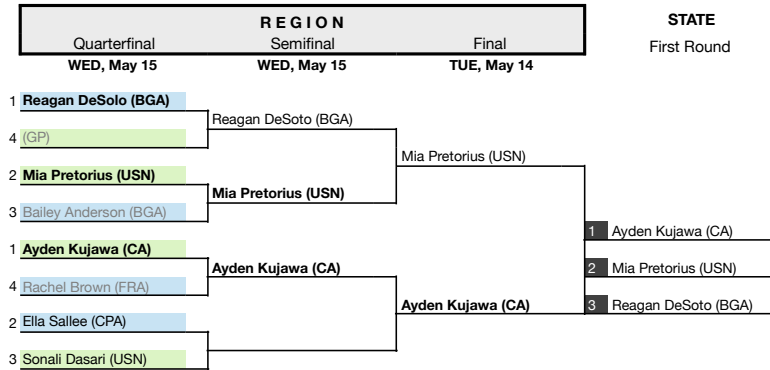 REGION
STATE
Quarterfinal
Semifinal
Final
First Round
WED, May 15
WED, May 15
TUE, May 14
1 Reagan DeSolo (BGA)
Reagan DeSoto (BGA)
4 (GP)
Mia Pretorius (USN)
2 Mia Pretorius (USN)
Mia Pretorius (USN)
3 Bailey Anderson (BGA)
1 Ayden Kujawa (CA)
1 Ayden Kujawa (CA)
Ayden Kujawa (CA)
2 Mia Pretorius (USN)
4 Rachel Brown (FRA)
Ayden Kujawa (CA)
3 Reagan DeSoto (BGA)
2 Ella Sallee (CPA)
3 Sonali Dasari (USN)